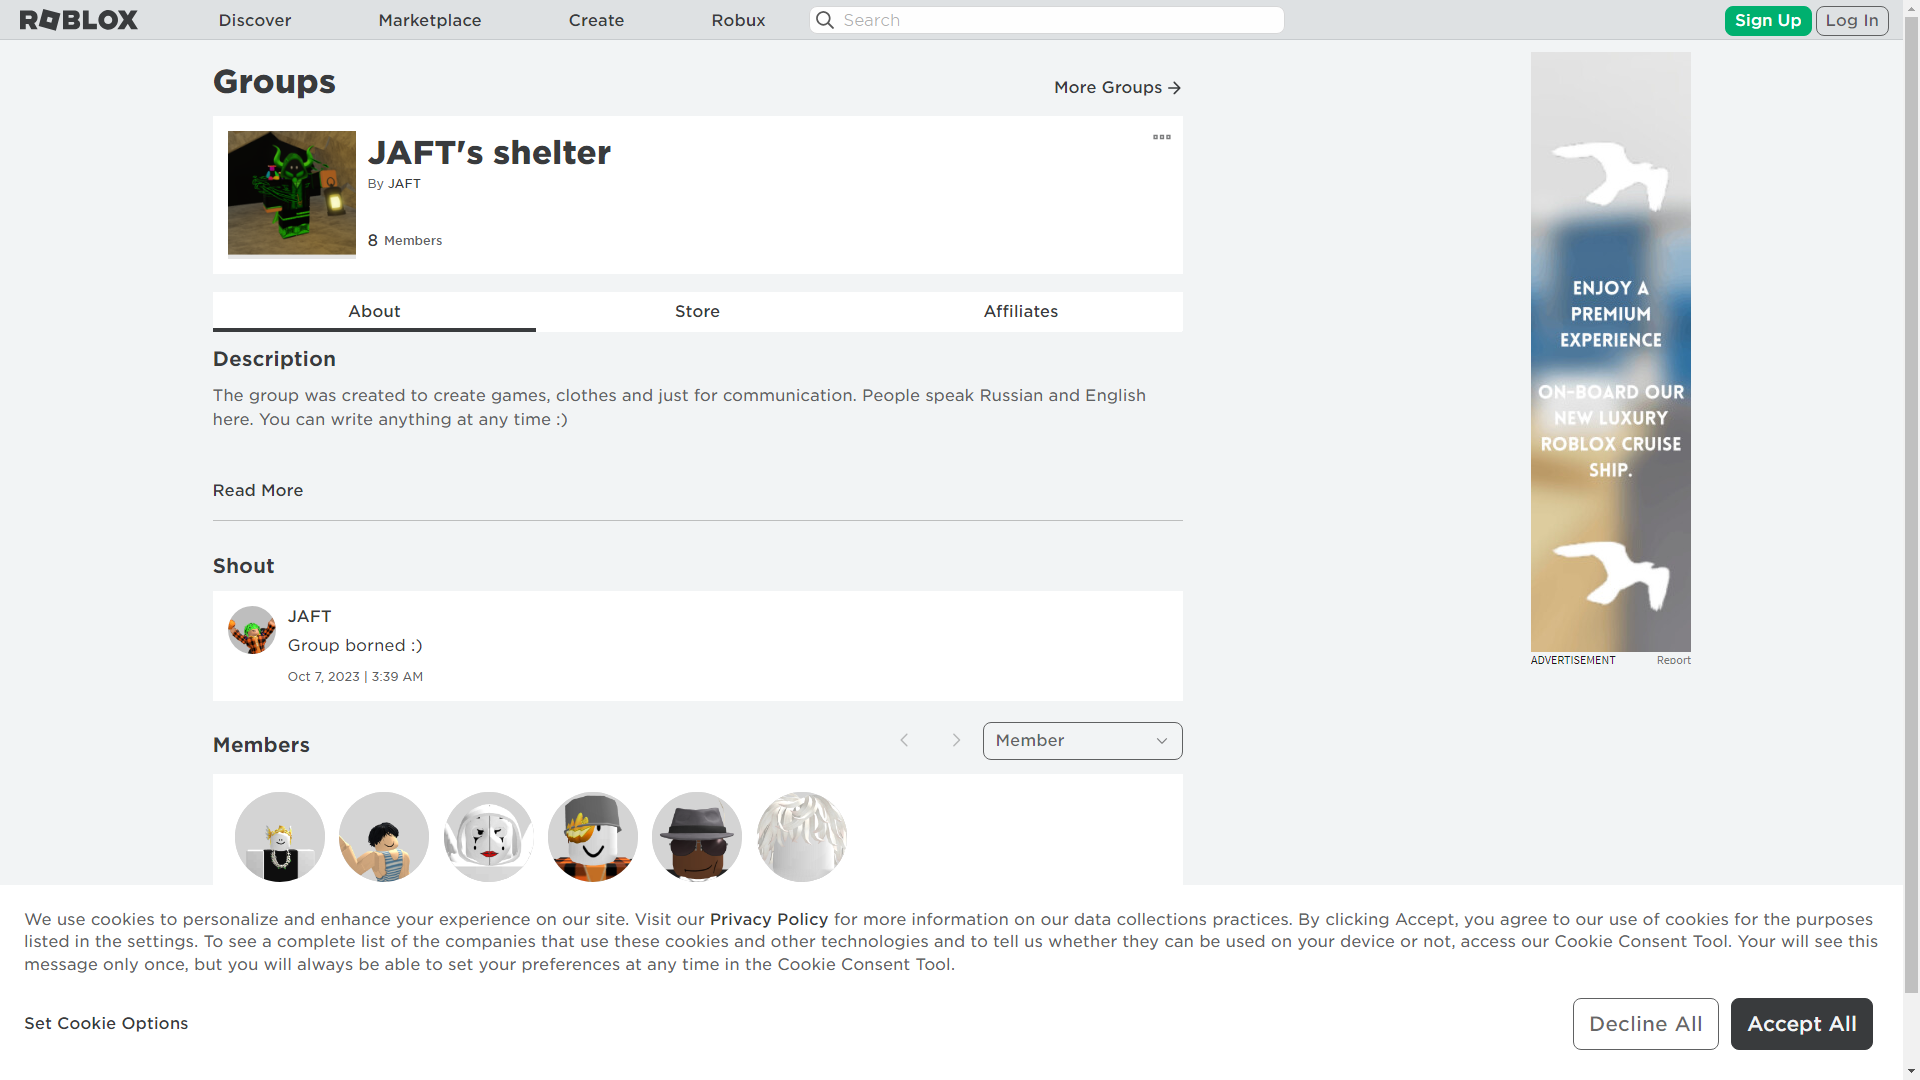 ROBLOX
Discover
Marketplace
Create
Robux
Search
Sign Up
Log In
Groups
More Groups
JAFT's shelter
By JAFT
8 Members
About
Store
Affiliates
Description
The group was created to create games, clothes and just for communication. People speak Russian and English
here. You can write anything at any time :)
Read More
Shout
JAFT
Group borned :)
Oct 7, 2023 | 3:39 AM
Members
Member
ENJOY A
PREMIUM
EXPERIENCE
ON-BOARD OUR
NEW LUXURY
ROBLOX CRUISE
SHIP.
ADVERTISEMENT
Report
We use cookies to personalize and enhance your experience on our site. Visit our Privacy Policy for more information on our data collections practices. By clicking Accept, you agree to our use of cookies for the purposes
listed in the settings. To see a complete list of the companies that use these cookies and other technologies and to tell us whether they can be used on your device or not, access our Cookie Consent Tool. Your will see this
message only once, but you will always be able to set your preferences at any time in the Cookie Consent Tool.
Set Cookie Options
Decline All
Accept All